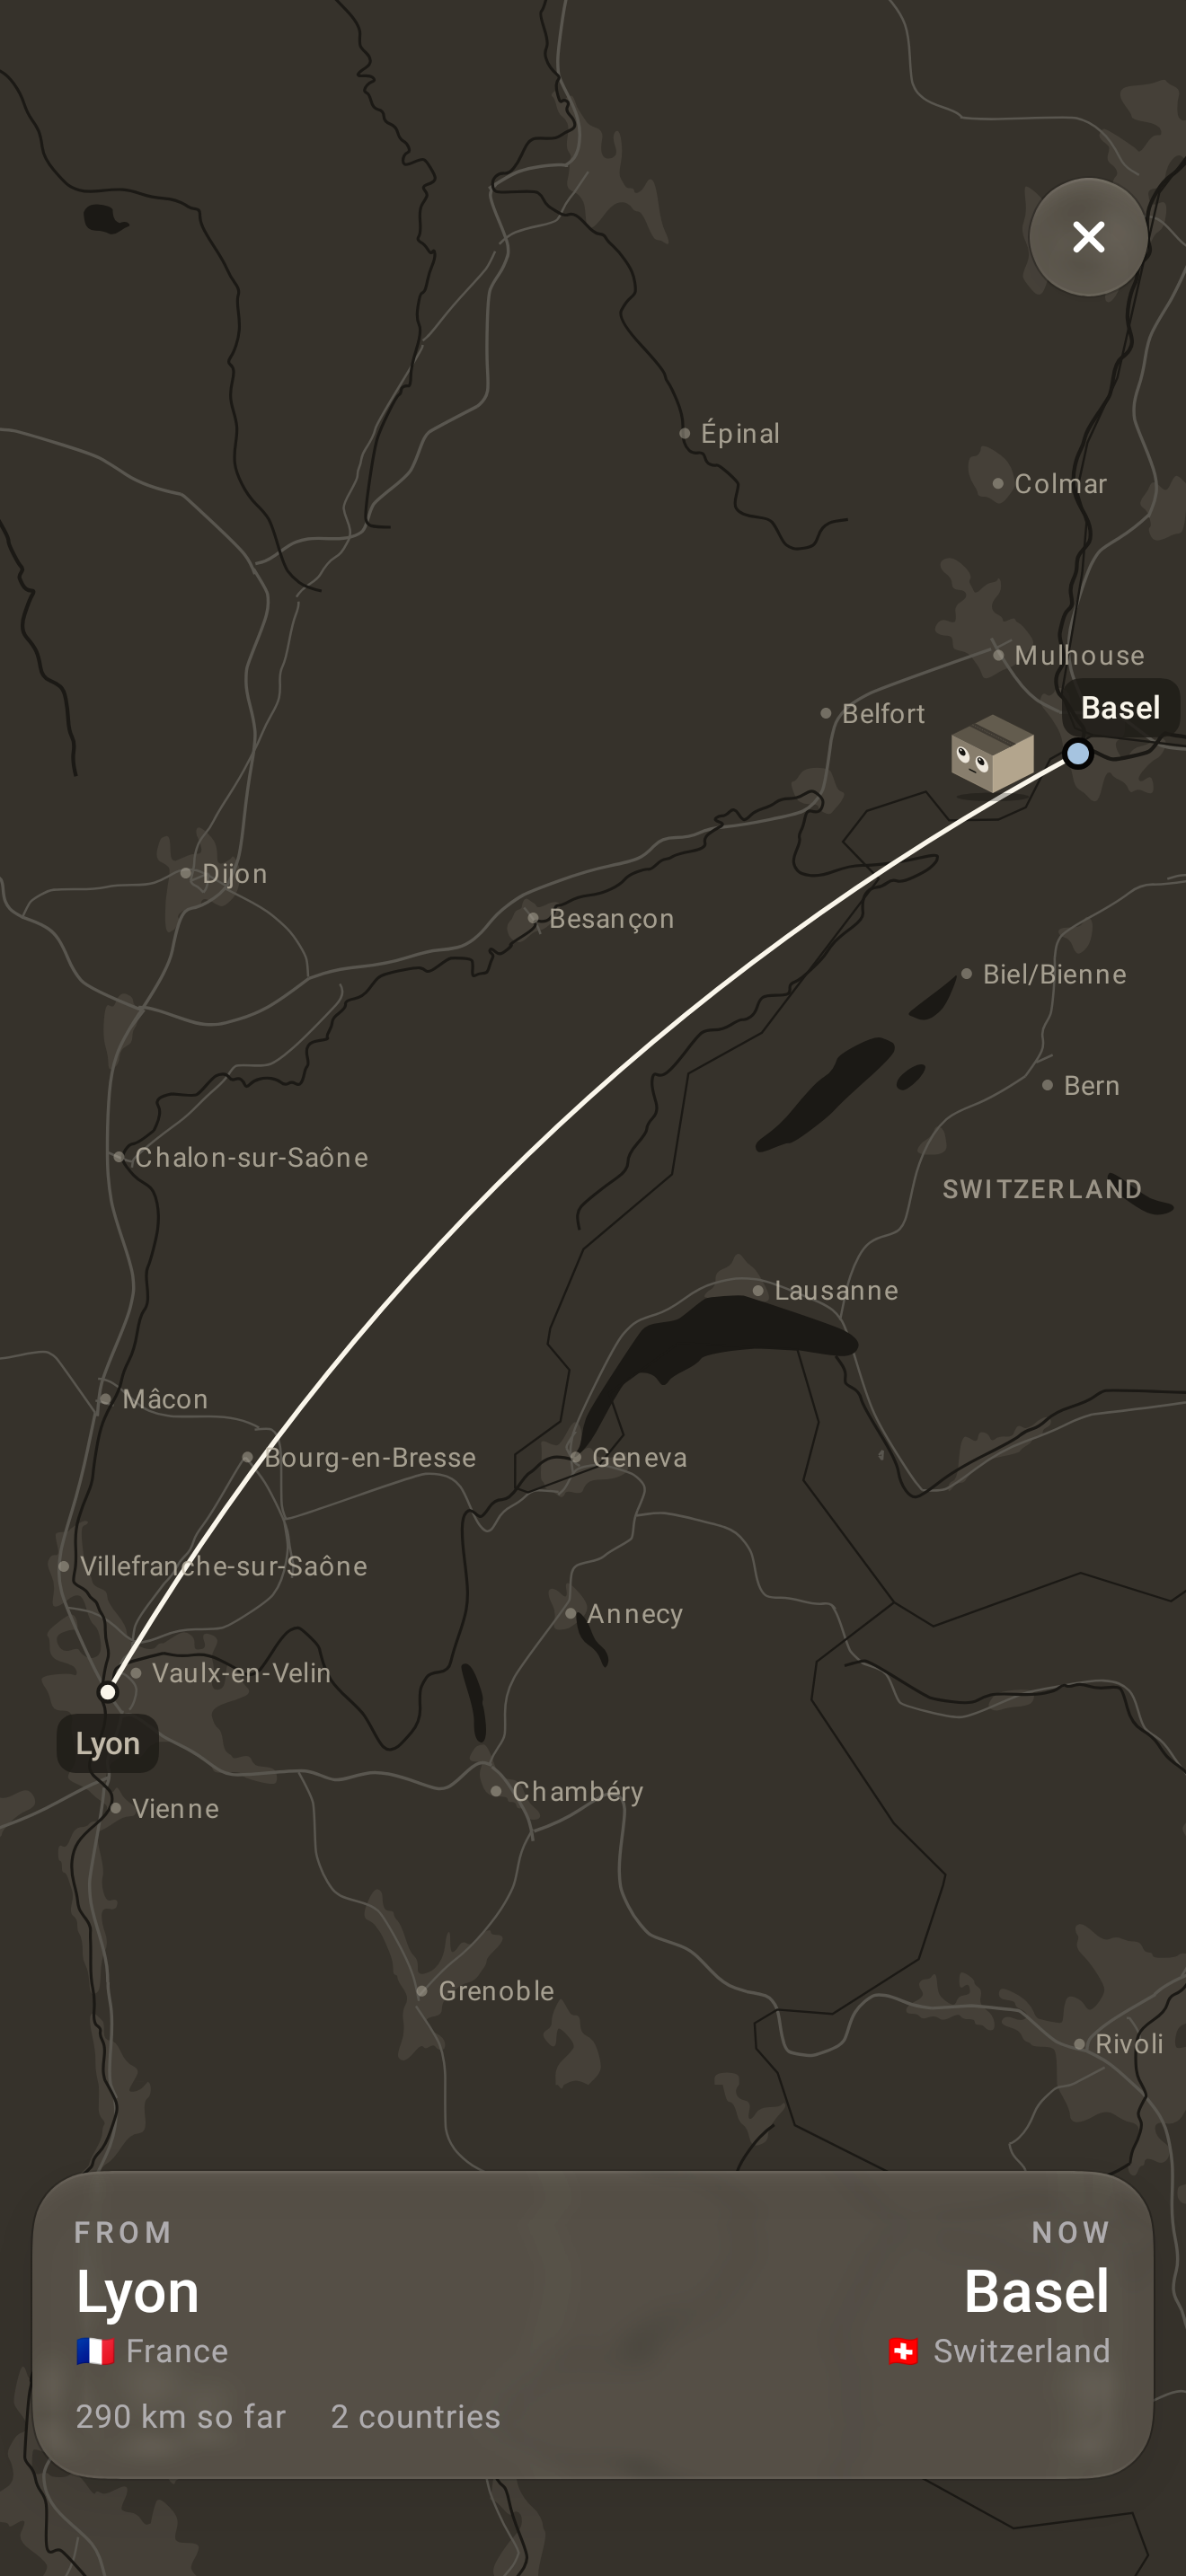 Épinal
Colmar
Mulhouse
Basel
Belfort
Dijon
Besançon
Biel/Bienne
Bern
Chalon-sur-Saône
SWITZERLAND
Lausanne
Mâcon
Bourg-en-Bresse
Geneva
Villefranche-sur-Saône
Annecy
Vaulx-en-Velin
Lyon
Chambéry
Vienne
Grenoble
Rivoli
FROM
NOW
Lyon
Basel
France
Switzerland
290 km so far 2 countries